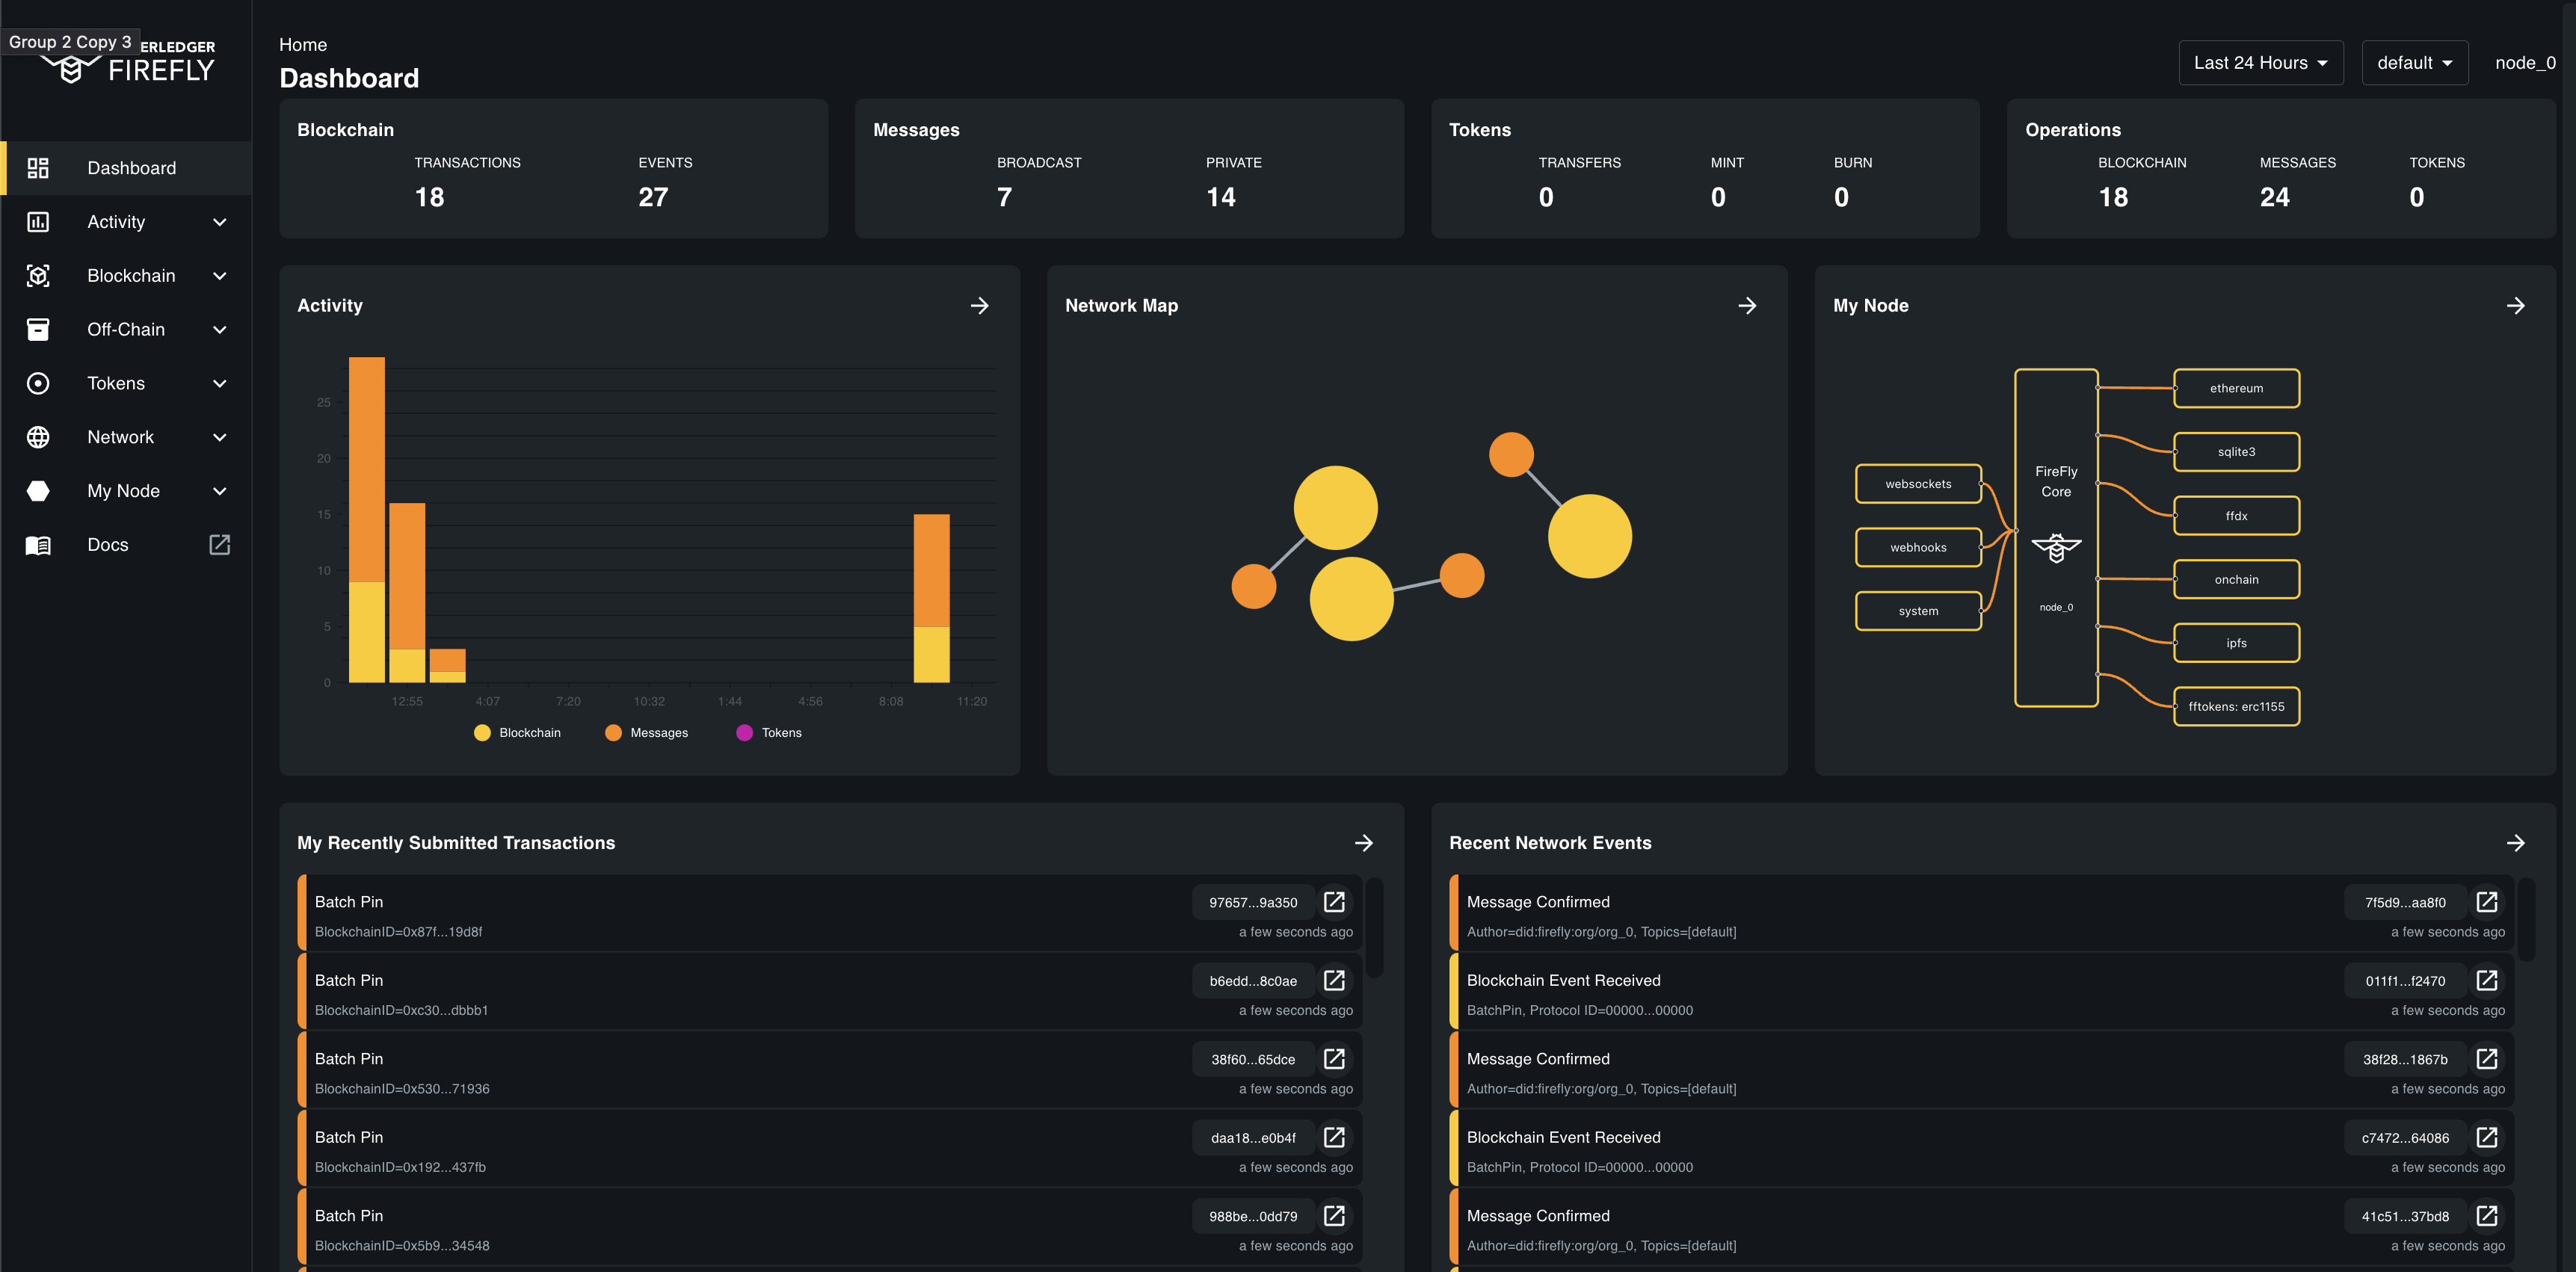 Group 2 Copy 3
ERLEDGER
FIREFLY
Dashboard
Activity
Blockchain
Off-Chain
Tokens
Network
My Node
Docs
Home
Dashboard
Last 24 Hours
default
node_0
Blockchain
TRANSACTIONS EVENTS
18 27
Messages
BROADCAST PRIVATE
7 14
Tokens
TRANSFERS MINT BURN
0 0 0
Operations
BLOCKCHAIN MESSAGES TOKENS
18 24 0
Activity
25
20
15
10
5
0
12:55 4:07 7:20 10:32 1:44 4:56 8:08 11:20
Blockchain Messages Tokens
Network Map
My Node
websockets
webhooks
system
FireFly
Core
node_0
ethereum
sqlite3
ffdx
onchain
ipfs
fftokens: erc1155
My Recently Submitted Transactions
Batch Pin 97657...9a350
BlockchainID=0x87f...19d8f a few seconds ago
Batch Pin b6edd...8c0ae
BlockchainID=0xc30...dbbb1 a few seconds ago
Batch Pin 38f60...65dce
BlockchainID=0x530...71936 a few seconds ago
Batch Pin daa18...e0b4f
BlockchainID=0x192...437fb a few seconds ago
Batch Pin 988be...0dd79
BlockchainID=0x5b9...34548 a few seconds ago
Recent Network Events
Message Confirmed 7f5d9...aa8f0
Author=did:firefly:org/org_0, Topics=[default] a few seconds ago
Blockchain Event Received 011f1...f2470
BatchPin, Protocol ID=00000...00000 a few seconds ago
Message Confirmed 38f28...1867b
Author=did:firefly:org/org_0, Topics=[default] a few seconds ago
Blockchain Event Received c7472...64086
BatchPin, Protocol ID=00000...00000 a few seconds ago
Message Confirmed 41c51...37bd8
Author=did:firefly:org/org_0, Topics=[default] a few seconds ago